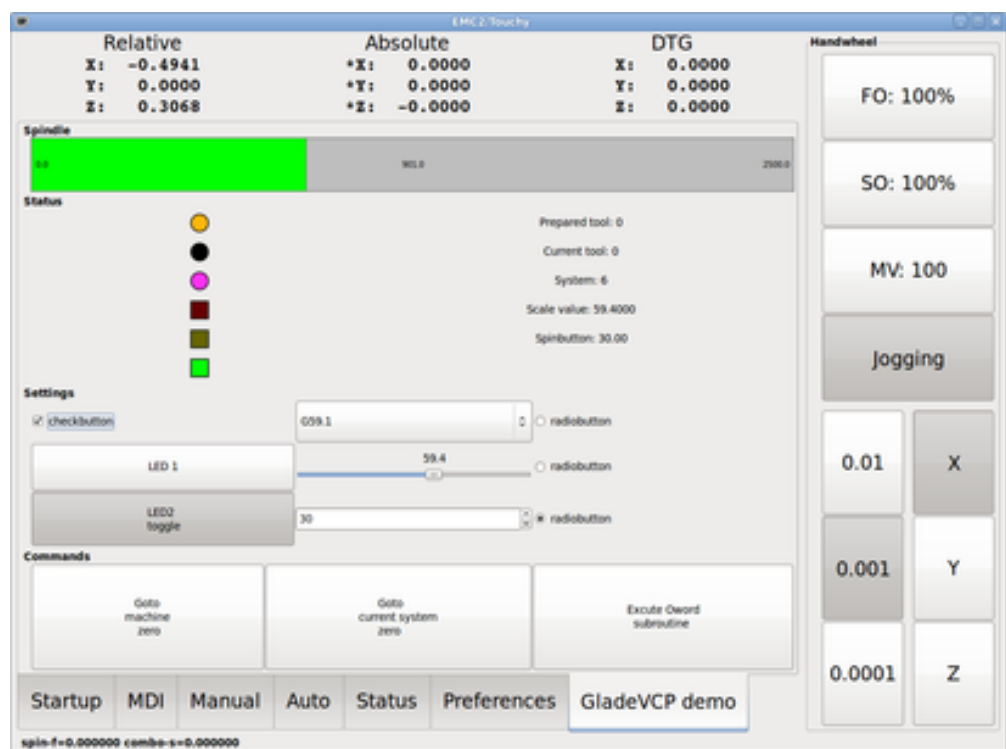 EMC2/Touchy
Relative Absolute DTG
X: -0.4941 *X: 0.0000 X: 0.0000
Y: 0.0000 *Y: 0.0000 Y: 0.0000
Z: 0.3068 *Z: -0.0000 Z: 0.0000
Spindle
0.0 901.0 2500.0
Status
Prepared tool: 0
Current tool: 0
System: 6
Scale value: 59.4000
Spinbutton: 30.00
Settings
checkbutton G59.1 radiobutton
LED 1 59.4 radiobutton
LED2
toggle
30 radiobutton
Commands
Goto
machine
zero
Goto
current system
zero
Excute Oword
subroutine
Startup MDI Manual Auto Status Preferences GladeVCP demo
spin-f=0.000000 combo-s=0.000000
Handwheel
FO: 100%
SO: 100%
MV: 100
Jogging
0.01 X
0.001 Y
0.0001 Z